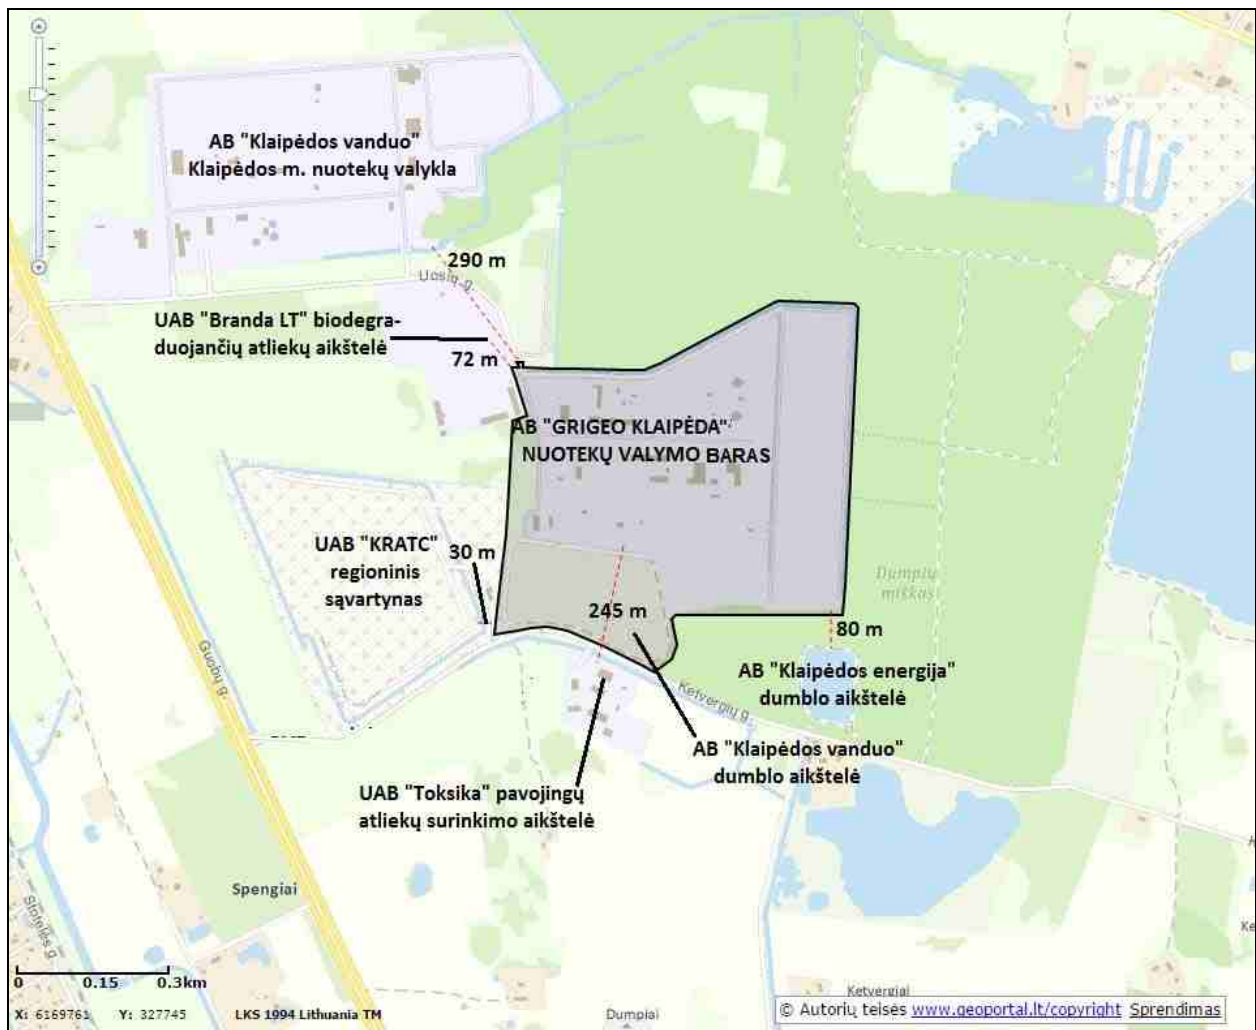 AB "Klaipėdos vanduo"
Klaipėdos m. nuotekų valykla
290 m
Uosių g.
UAB "Branda LT" biodegra-
duojančių atliekų aikštelė
72 m
AB "GRIGEO KLAIPĖDA"
NUOTEKŲ VALYMO BARAS
UAB "KRATC"
regioninis
sąvartynas
30 m
Dumpių
miškas
245 m
80 m
Guobų g.
AB "Klaipėdos energija"
dumblo aikštelė
Ketvergių g.
AB "Klaipėdos vanduo"
dumblo aikštelė
UAB "Toksika" pavojingų
atliekų surinkimo aikštelė
Spengiai
Stotelės g.
0 0.15 0.3km
X: 6169761 Y: 327745 LKS 1994 Lithuania TM
Dumpiai
Ketvergiai
© Autorių teisės www.geoportal.lt/copyright Sprendimas